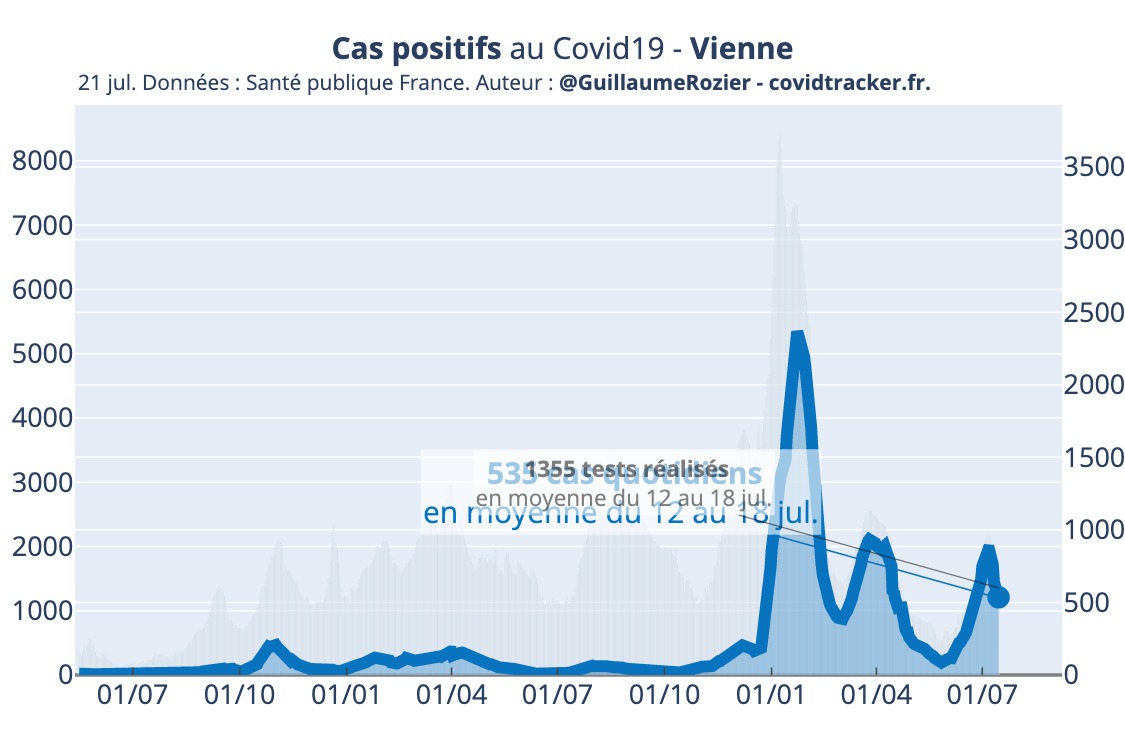 Cas positifs au Covid19 - Vienne
21 jul. Données : Santé publique France. Auteur : @GuillaumeRozier - covidtracker.fr.
8000
7000
6000
5000
4000
3000
2000
1000
0
3500
3000
2500
2000
1500
1000
500
0
535 cas quotidiens
en moyenne du 12 au 18 jul.
1355 tests réalisés
en moyenne du 12 au 18 jul.
01/07 01/10 01/01 01/04 01/07 01/10 01/01 01/04 01/07